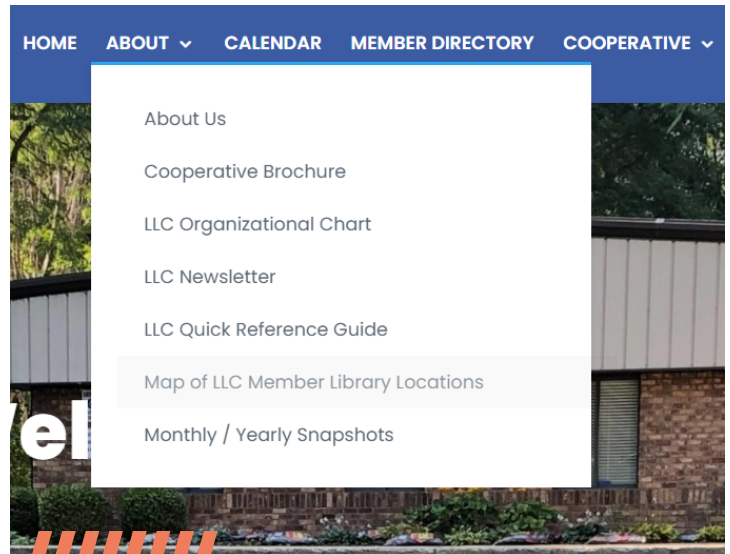 HOME ABOUT CALENDAR MEMBER DIRECTORY COOPERATIVE
About Us
Cooperative Brochure
LLC Organizational Chart
LLC Newsletter
LLC Quick Reference Guide
Map of LLC Member Library Locations
Monthly / Yearly Snapshots